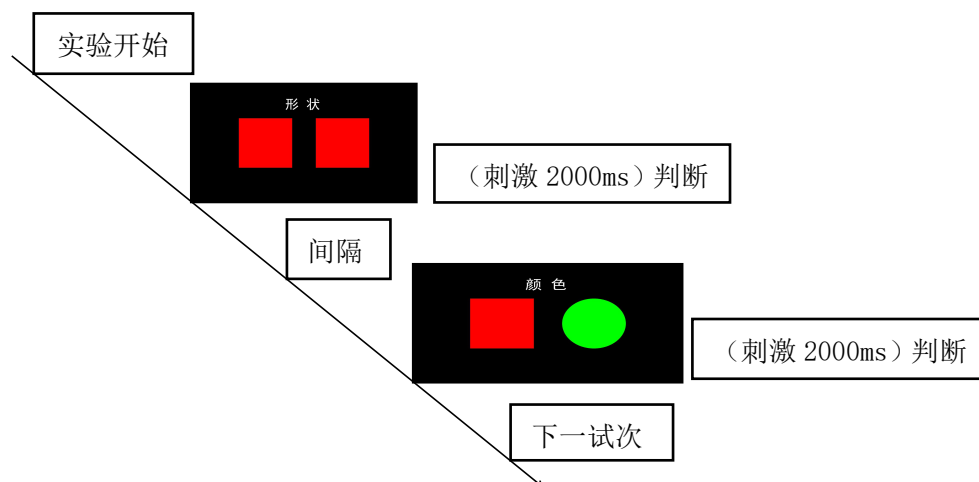 实验开始
形 状
（刺激 2000ms）判断
间隔
颜 色
（刺激 2000ms）判断
下一试次